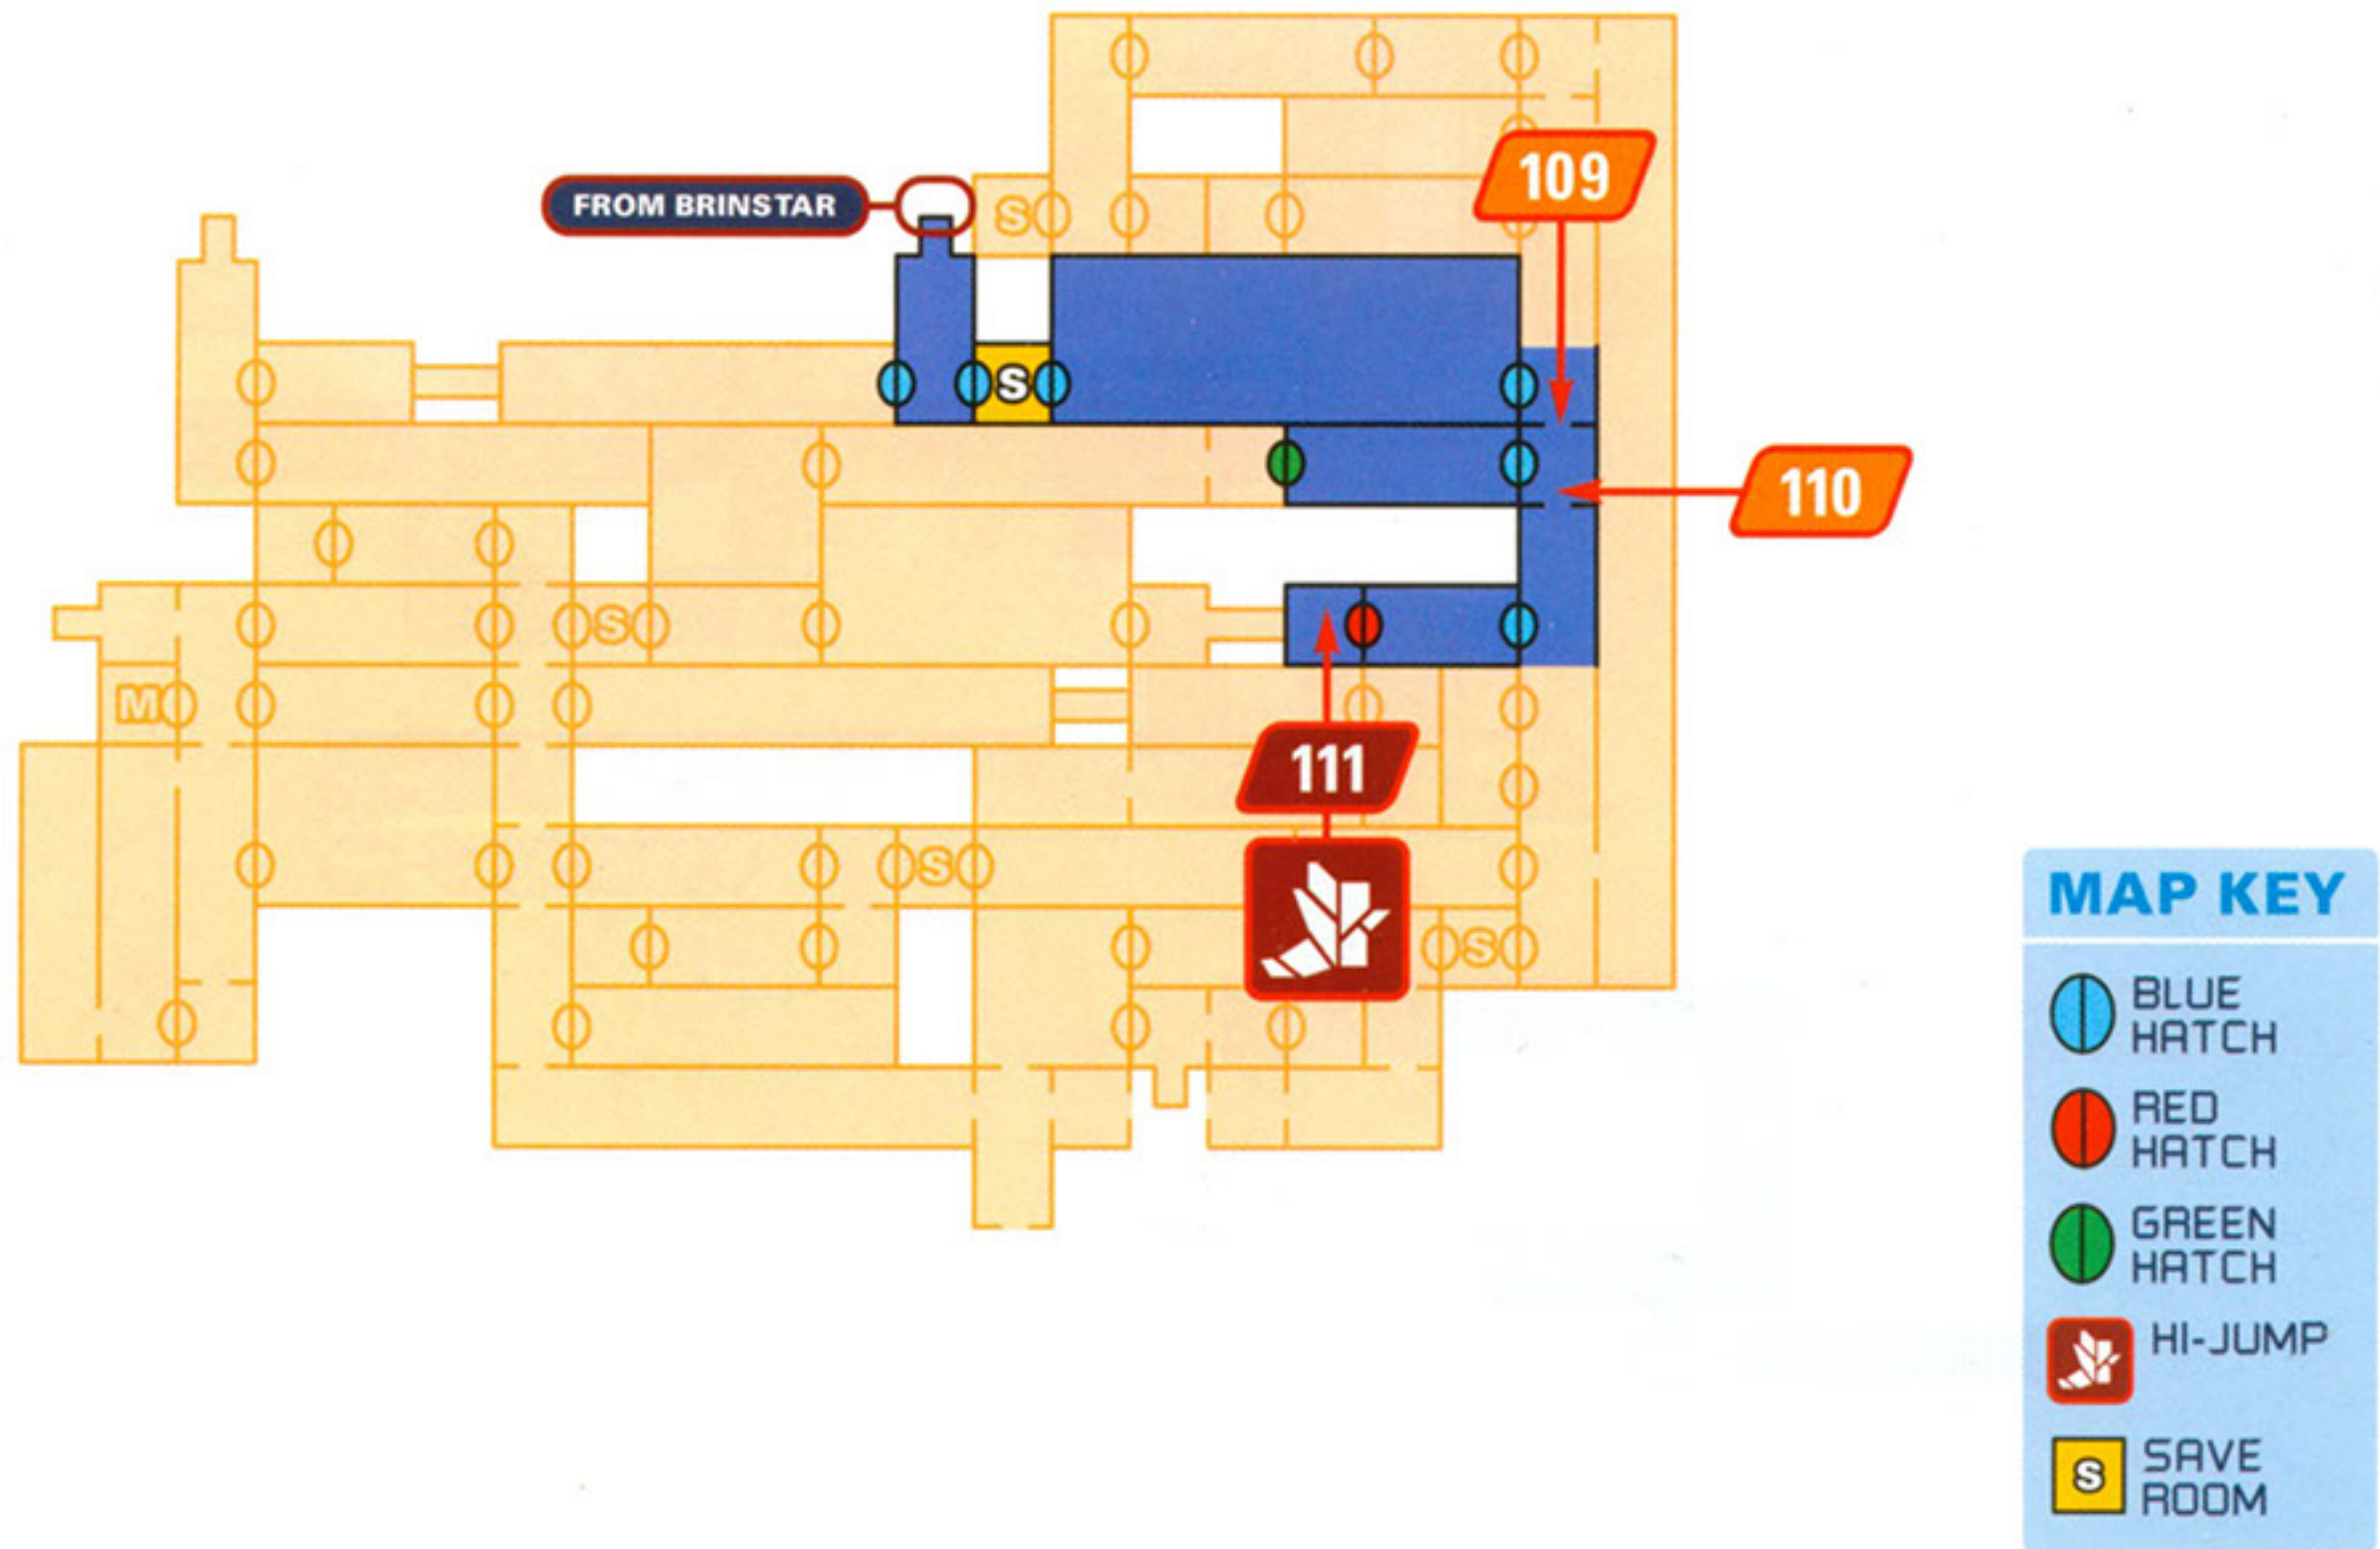 109
FROM BRINSTAR
S
S
110
S
M
111
S
S
MAP KEY
BLUE
HATCH
RED
HATCH
GREEN
HATCH
HI-JUMP
S
SAVE
ROOM